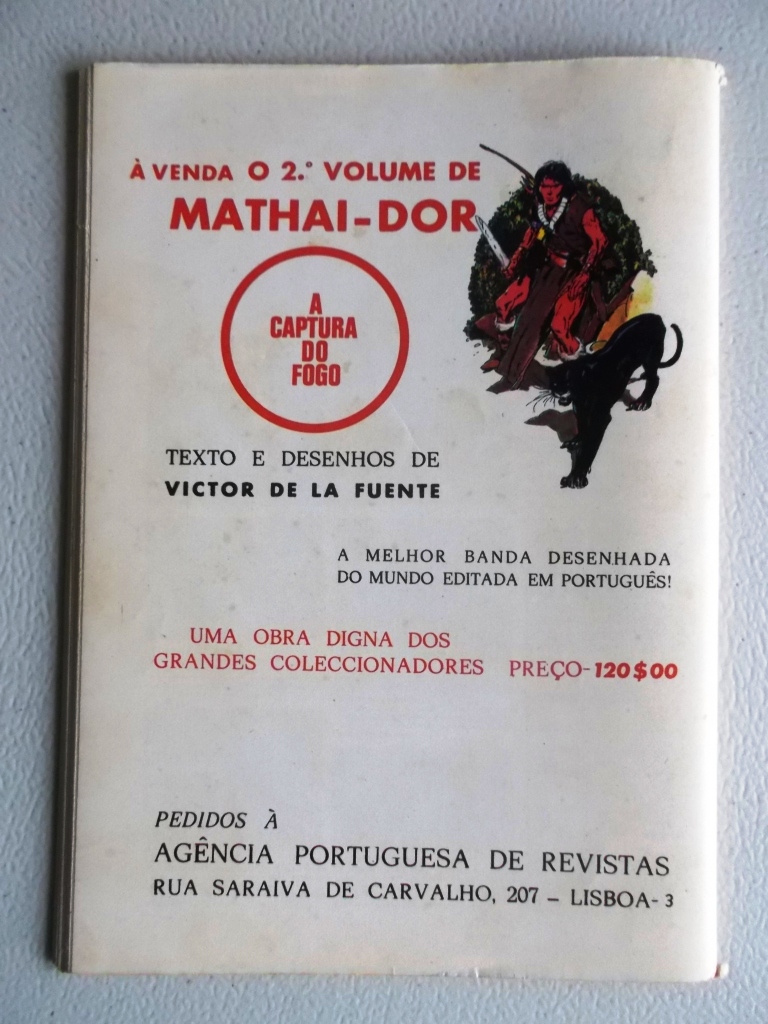 À VENDA O 2.º VOLUME DE
MATHAI-DOR
A
CAPTURA
DO
FOGO
TEXTO E DESENHOS DE
VICTOR DE LA FUENTE
A MELHOR BANDA DESENHADA
DO MUNDO EDITADA EM PORTUGUÊS!
UMA OBRA DIGNA DOS
GRANDES COLECCIONADORES PREÇO-120$00
PEDIDOS À
AGÊNCIA PORTUGUESA DE REVISTAS
RUA SARAIVA DE CARVALHO, 207 – LISBOA-3